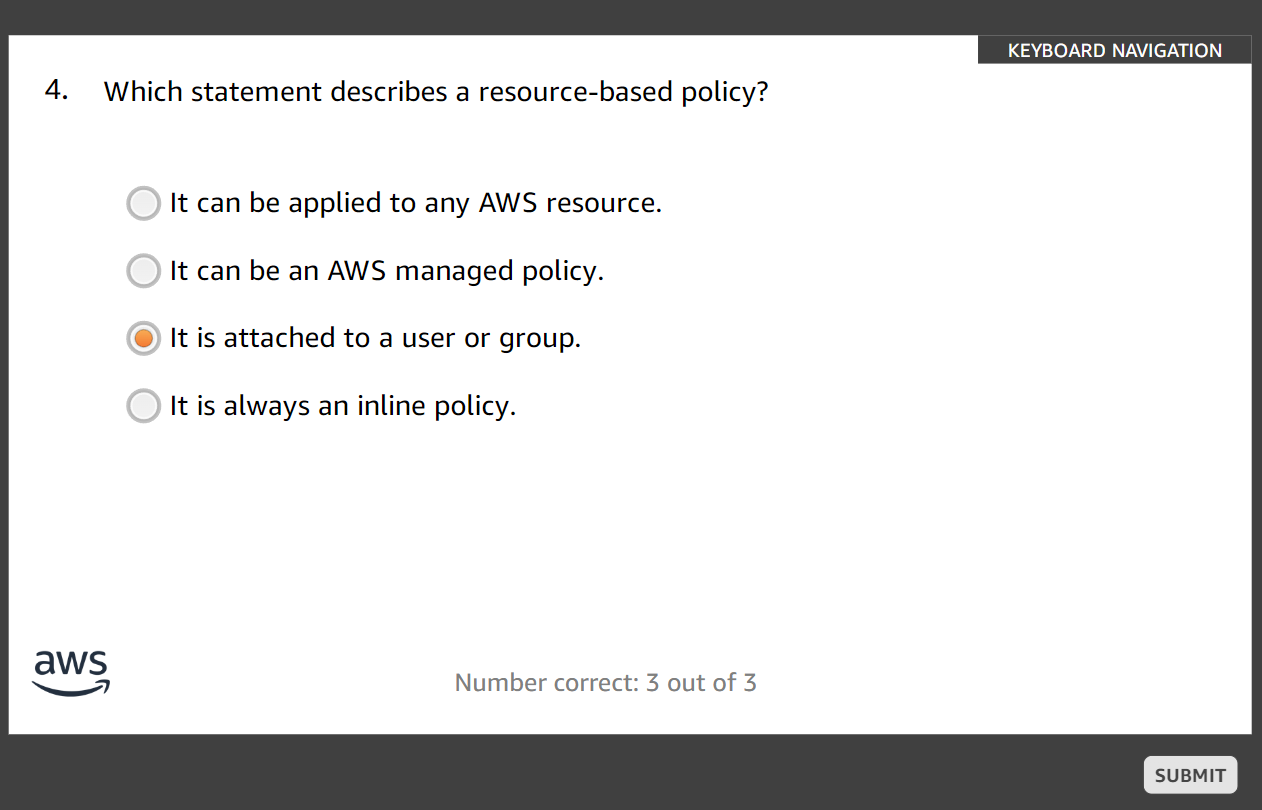 KEYBOARD NAVIGATION
4. Which statement describes a resource-based policy?
It can be applied to any AWS resource.
It can be an AWS managed policy.
It is attached to a user or group.
It is always an inline policy.
aws
Number correct: 3 out of 3
SUBMIT